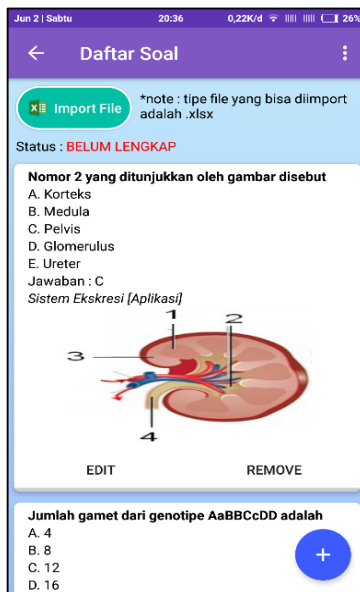 Jun 2 | Sabtu 20:36 0,22K/d 26%
Daftar Soal
Import File
*note : tipe file yang bisa diimport
adalah .xlsx
Status : BELUM LENGKAP
Nomor 2 yang ditunjukkan oleh gambar disebut
A. Korteks
B. Medula
C. Pelvis
D. Glomerulus
E. Ureter
Jawaban : C
Sistem Ekskresi [Aplikasi]
1
2
3
4
EDIT REMOVE
Jumlah gamet dari genotipe AaBBCcDD adalah
A. 4
B. 8
C. 12
D. 16